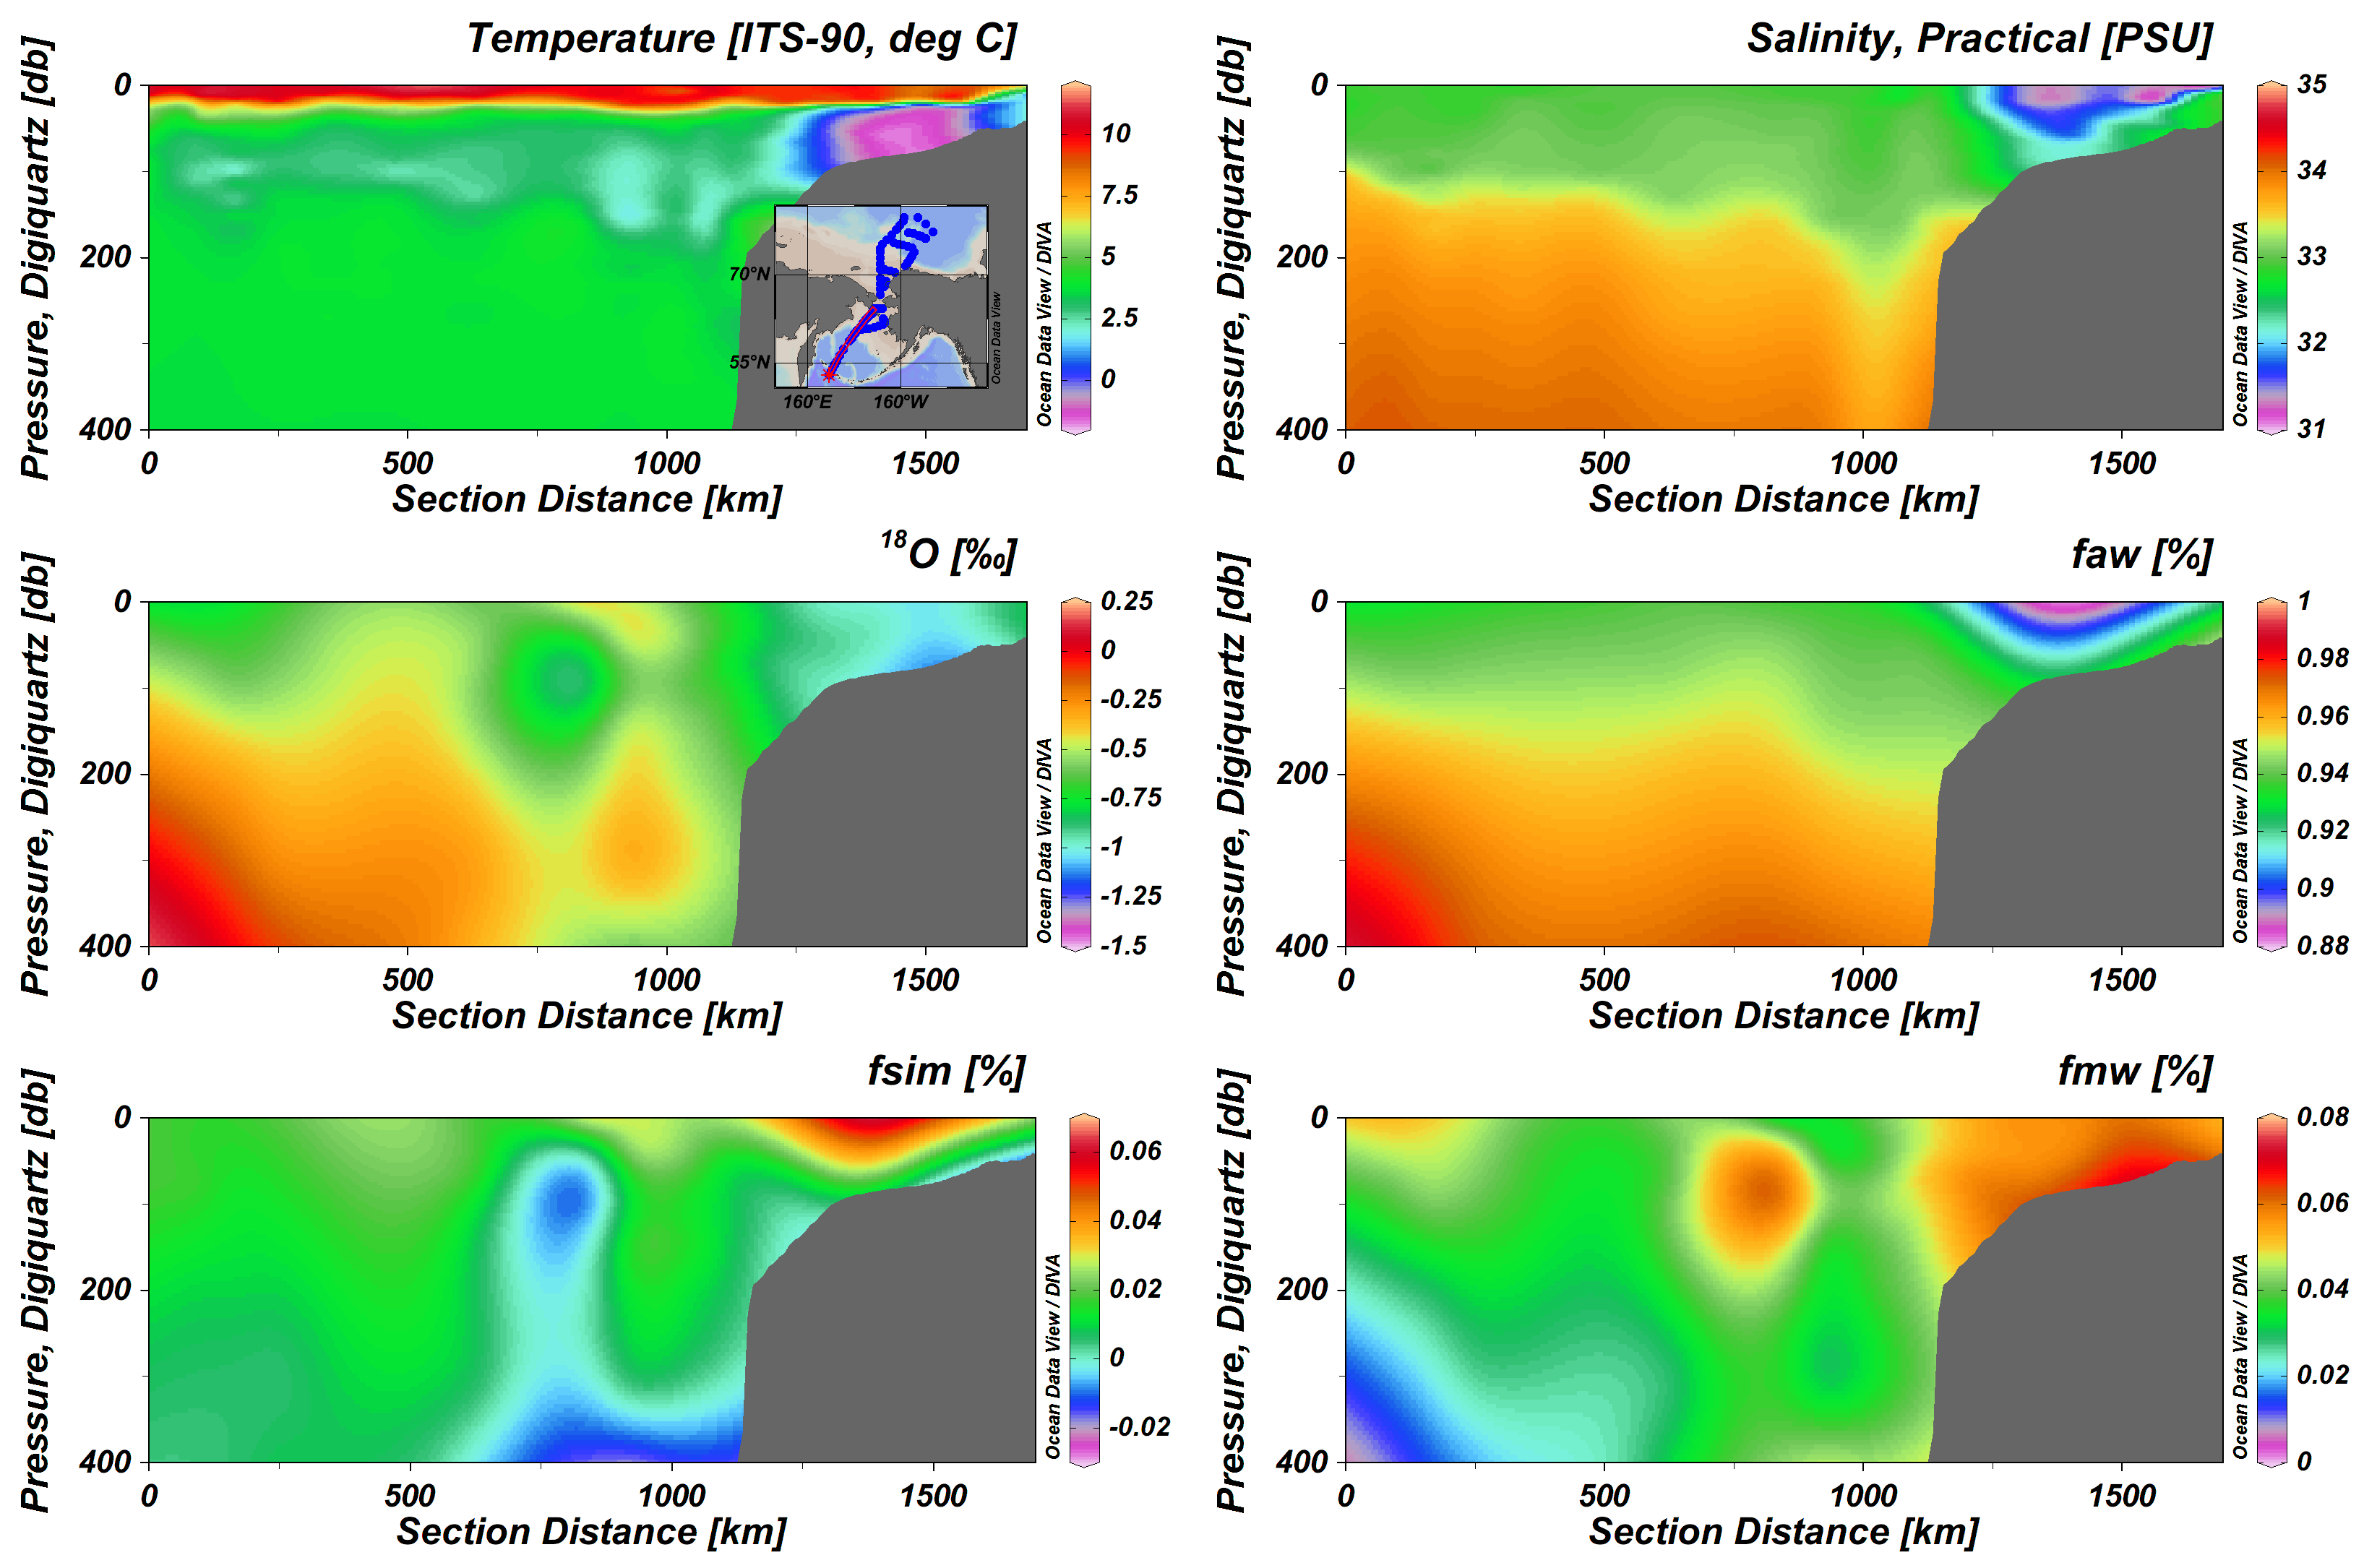 Temperature [ITS-90, deg C]
Pressure, Digiquartz [db]
0
200
400
0
500
1000
1500
Section Distance [km]
10
7.5
5
2.5
0
Ocean Data View / DIVA
70°N
55°N
160°E
160°W
Ocean Data View
Salinity, Practical [PSU]
Pressure, Digiquartz [db]
0
200
400
0
500
1000
1500
Section Distance [km]
35
34
33
32
31
Ocean Data View / DIVA
18O [‰]
Pressure, Digiquartz [db]
0
200
400
0
500
1000
1500
Section Distance [km]
0.25
0
-0.25
-0.5
-0.75
-1
-1.25
-1.5
Ocean Data View / DIVA
faw [%]
Pressure, Digiquartz [db]
0
200
400
0
500
1000
1500
Section Distance [km]
1
0.98
0.96
0.94
0.92
0.9
0.88
Ocean Data View / DIVA
fsim [%]
Pressure, Digiquartz [db]
0
200
400
0
500
1000
1500
Section Distance [km]
0.06
0.04
0.02
0
-0.02
Ocean Data View / DIVA
fmw [%]
Pressure, Digiquartz [db]
0
200
400
0
500
1000
1500
Section Distance [km]
0.08
0.06
0.04
0.02
0
Ocean Data View / DIVA